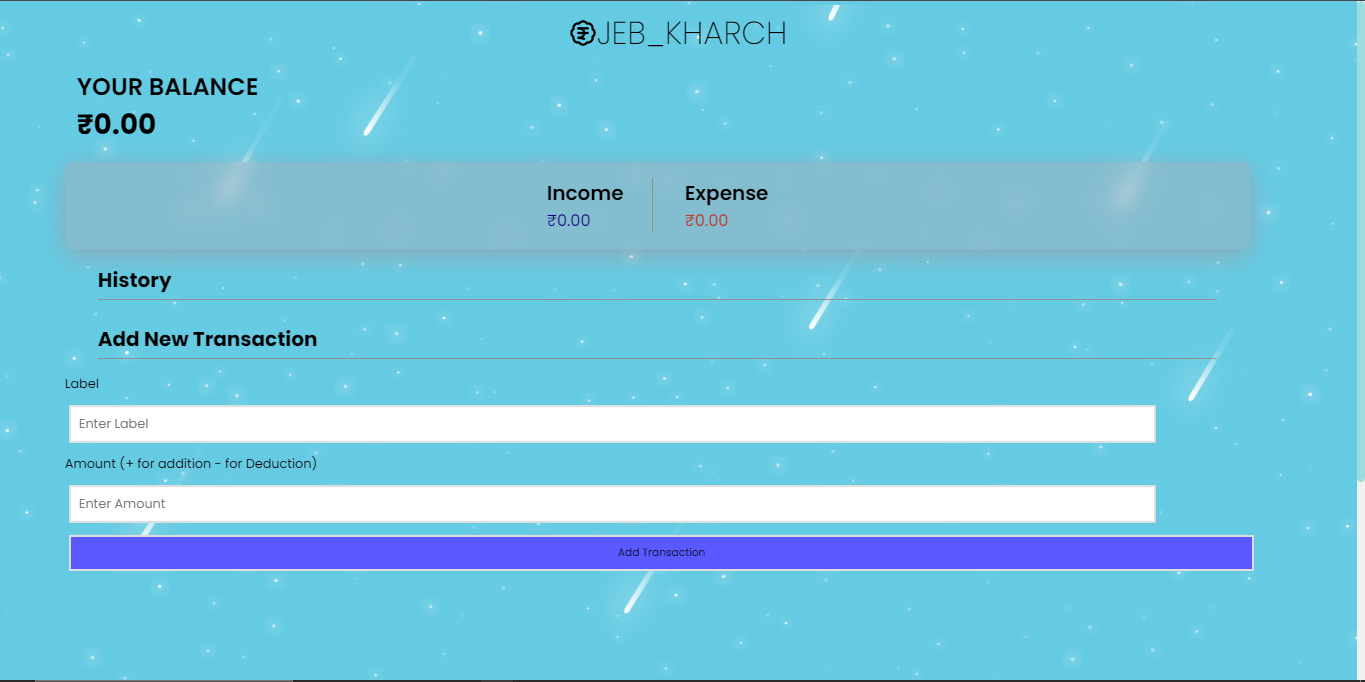 JEB_KHARCH
YOUR BALANCE
₹0.00
Income Expense
₹0.00 ₹0.00
History
Add New Transaction
Label
Enter Label
Amount (+ for addition - for Deduction)
Enter Amount
Add Transaction